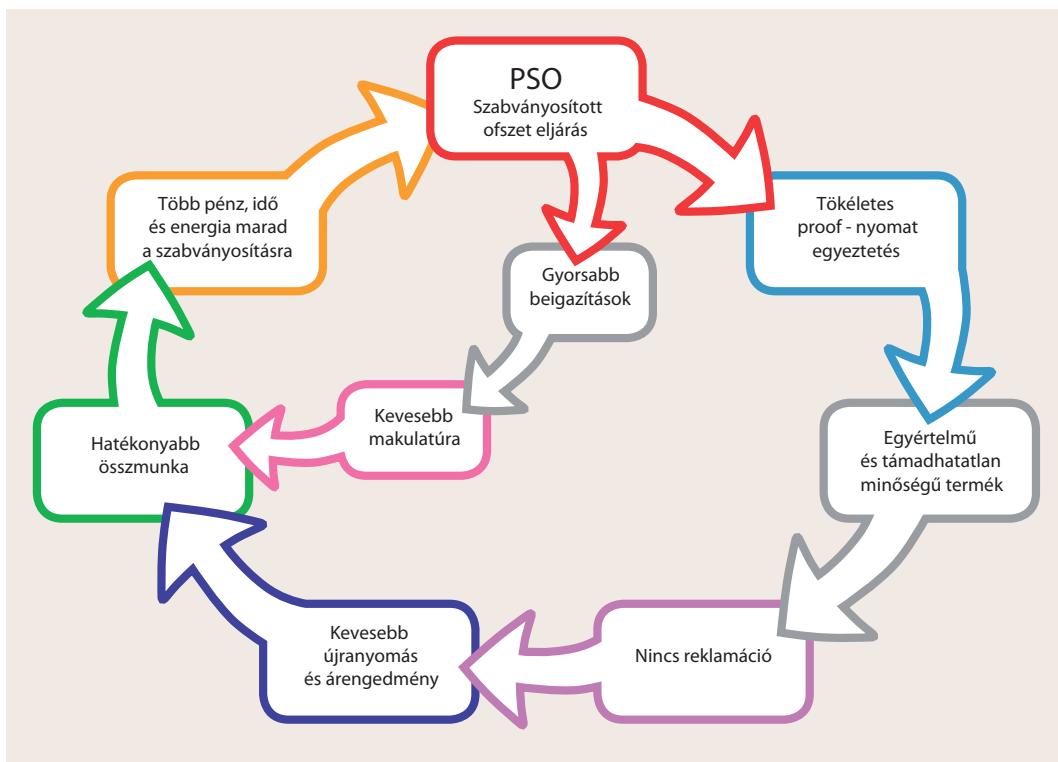 PSO
Szabványosított
ofszet eljárás
Tökéletes
proof - nyomat
egyeztetés
Egyértelmű
és támadhatatlan
minőségű termék
Nincs reklamáció
Kevesebb
újranyomás
és árengedmény
Hatékonyabb
összmunka
Több pénz, idő
és energia marad
a szabványosításra
Gyorsabb
beigazítások
Kevesebb
makulatúra